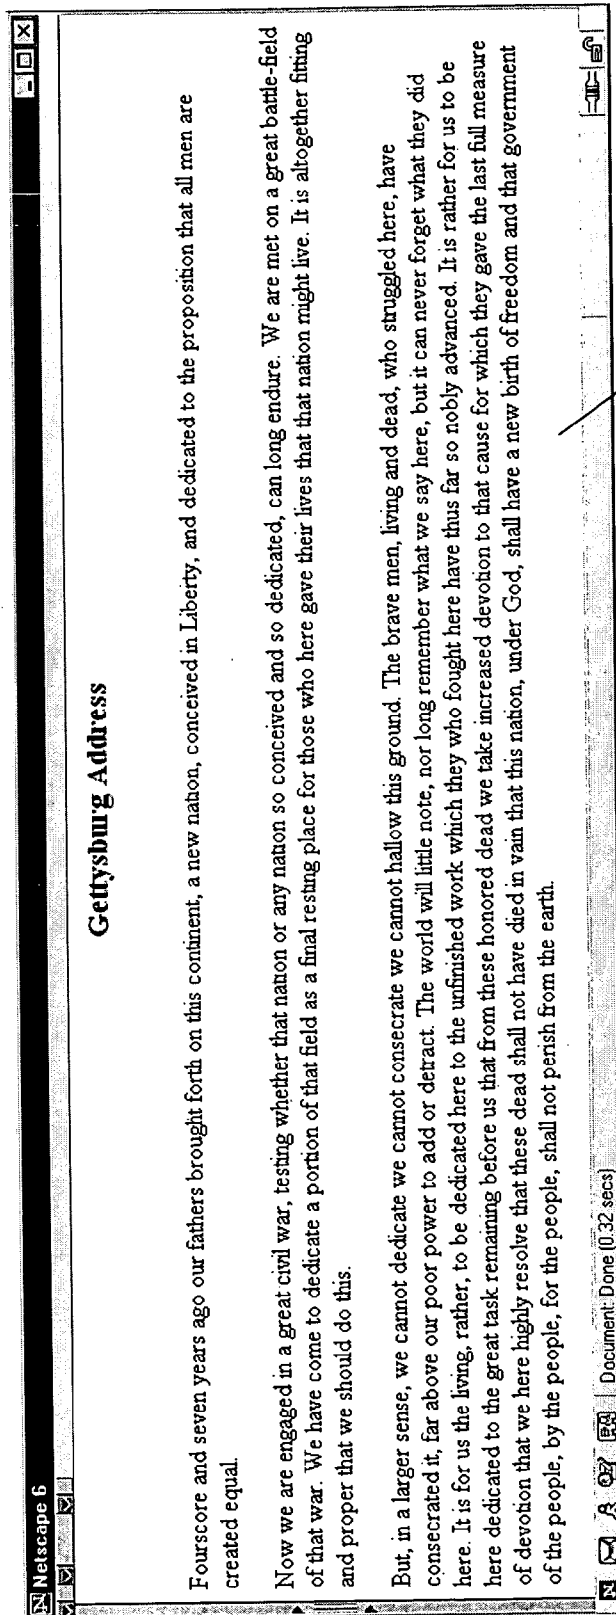 Netscape 6
Gettysburg Address
Fourscore and seven years ago our fathers brought forth on this continent, a new nation, conceived in Liberty, and dedicated to the proposition that all men are
created equal.
Now we are engaged in a great civil war, testing whether that nation or any nation so conceived and so dedicated, can long endure. We are met on a great battle-field
of that war. We have come to dedicate a portion of that field as a final resting place for those who here gave their lives that that nation might live. It is altogether fitting
and proper that we should do this.
But, in a larger sense, we cannot dedicate we cannot consecrate we cannot hallow this ground. The brave men, living and dead, who struggled here, have
consecrated it, far above our poor power to add or detract. The world will little note, nor long remember what we say here, but it can never forget what they did
here. It is for us the living, rather, to be dedicated here to the unfinished work which they who fought here have thus far so nobly advanced. It is rather for us to be
here dedicated to the great task remaining before us that from these honored dead we take increased devotion to that cause for which they gave the last full measure
of devotion that we here highly resolve that these dead shall not have died in vain that this nation, under God, shall have a new birth of freedom and that government
of the people, by the people, for the people, shall not perish from the earth.
Document: Done (0.32 secs)